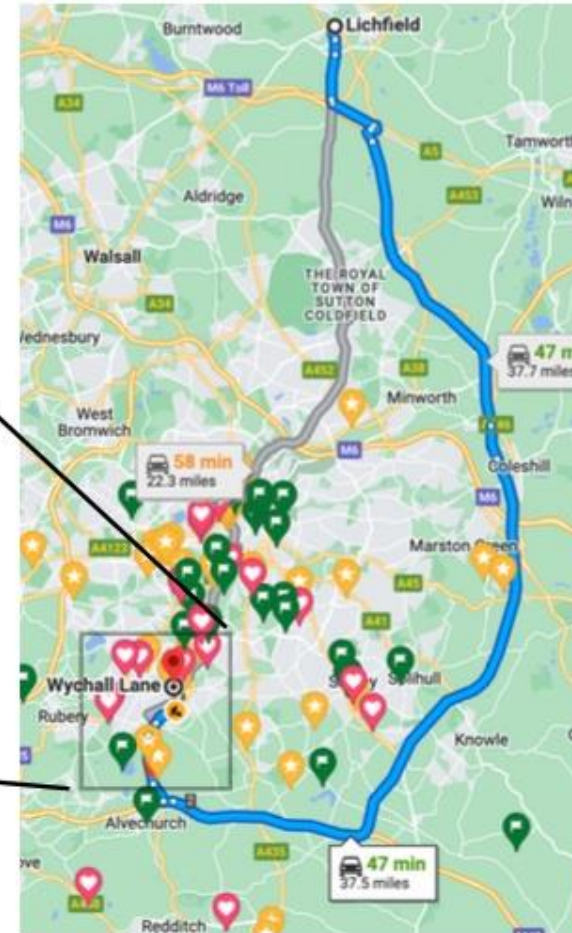 Lichfield
Burntwood
M6 Toll
A34
Tamwort
A5
A453
Aldridge
Wiln
M6
Walsall
THE ROYAL
TOWN OF
SUTTON
COLDFIELD
A34
Wednesbury
47 m
37.7 miles
A452
A38
Minworth
West
Bromwich
M6
58 min
22.3 miles
Coleshill
M6
A4123
Marston Green
A45
A41
Wychall Lane
Solihull
Rubery
Knowle
Alvechurch
A435
47 min
37.5 miles
Redditch